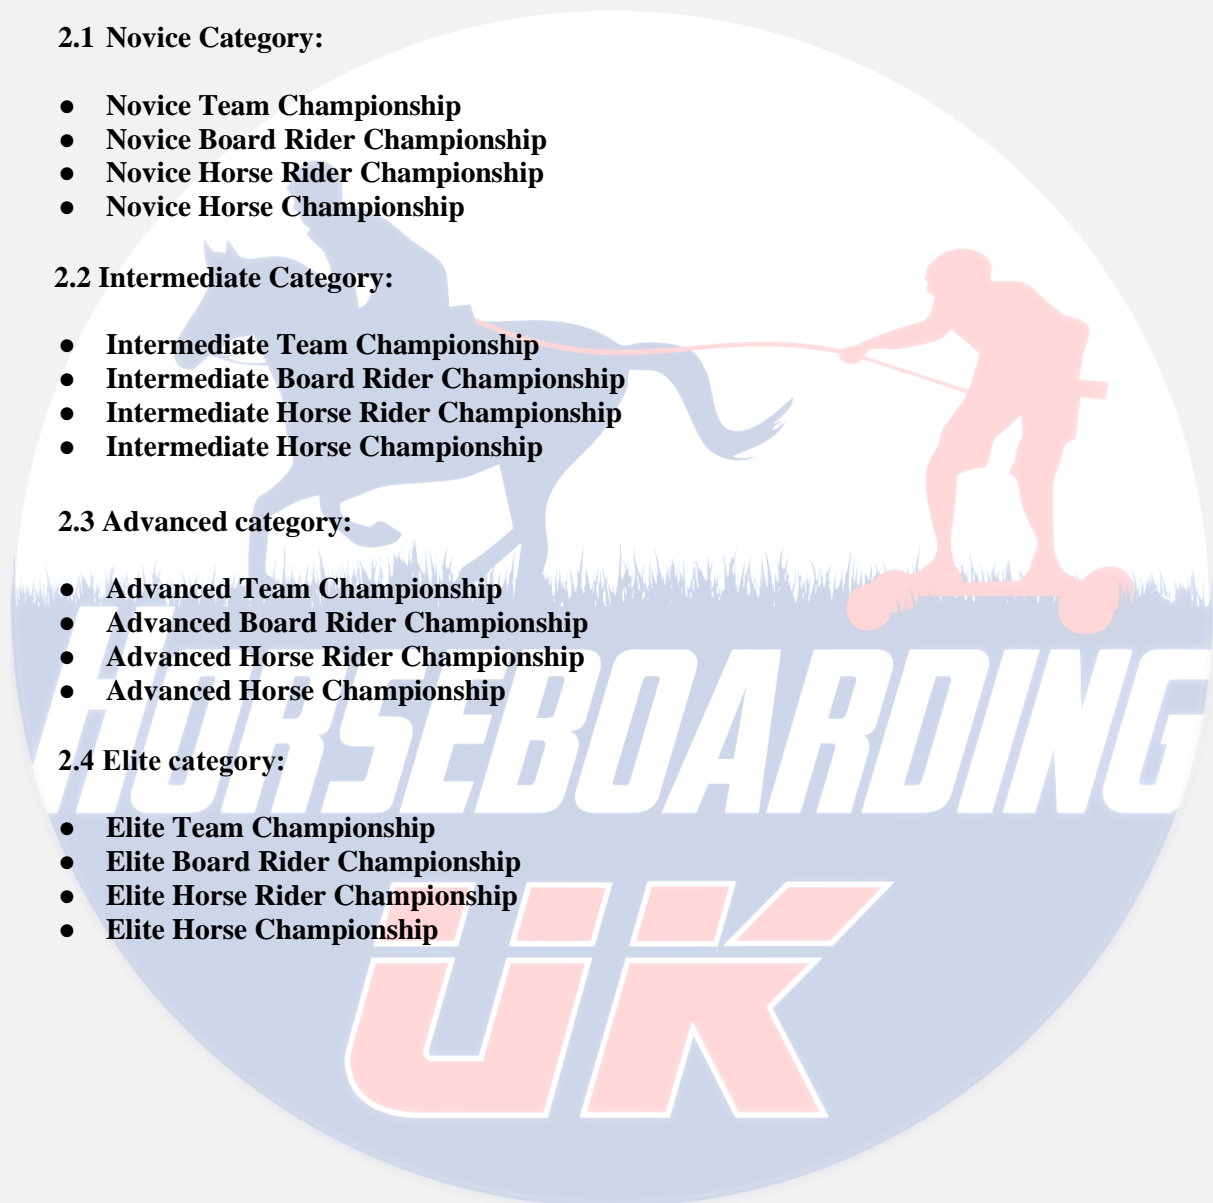 2.1 Novice Category:
● Novice Team Championship
● Novice Board Rider Championship
● Novice Horse Rider Championship
● Novice Horse Championship
2.2 Intermediate Category:
● Intermediate Team Championship
● Intermediate Board Rider Championship
● Intermediate Horse Rider Championship
● Intermediate Horse Championship
2.3 Advanced category:
● Advanced Team Championship
● Advanced Board Rider Championship
● Advanced Horse Rider Championship
● Advanced Horse Championship
2.4 Elite category:
● Elite Team Championship
● Elite Board Rider Championship
● Elite Horse Rider Championship
● Elite Horse Championship
HORSEBOARDING
UK